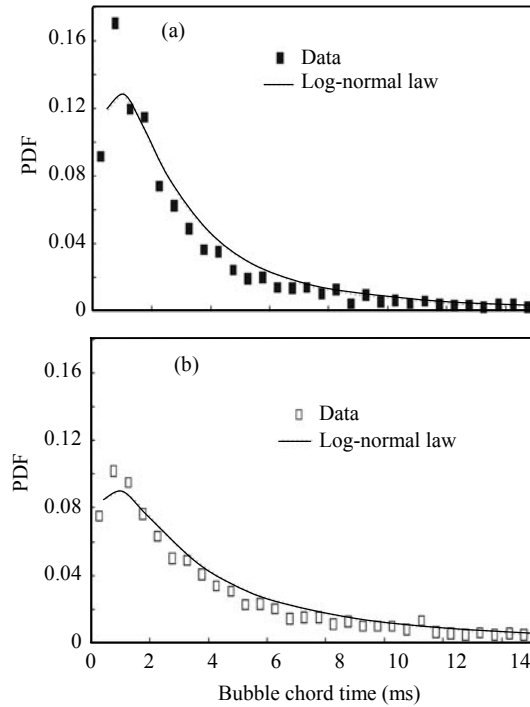 0.16
(a)
Data
Log-normal law
0.12
PDF
0.08
0.04
0
0.16
(b)
Data
Log-normal law
0.12
PDF
0.08
0.04
0
0 2 4 6 8 10 12 14
Bubble chord time (ms)